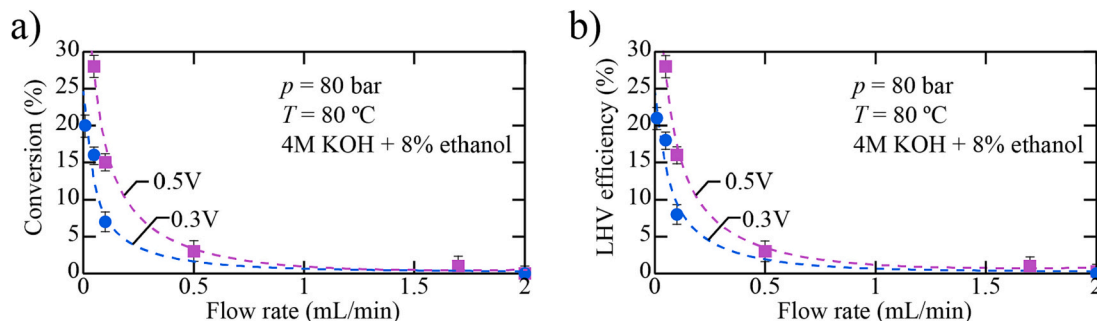 a)
Conversion (%)
30
25
20
15
10
5
0
p = 80 bar
T = 80 ºC
4M KOH + 8% ethanol
0.5V
0.3V
0 0.5 1 1.5 2
Flow rate (mL/min)
b)
LHV efficiency (%)
30
25
20
15
10
5
0
p = 80 bar
T = 80 ºC
4M KOH + 8% ethanol
0.5V
0.3V
0 0.5 1 1.5 2
Flow rate (mL/min)